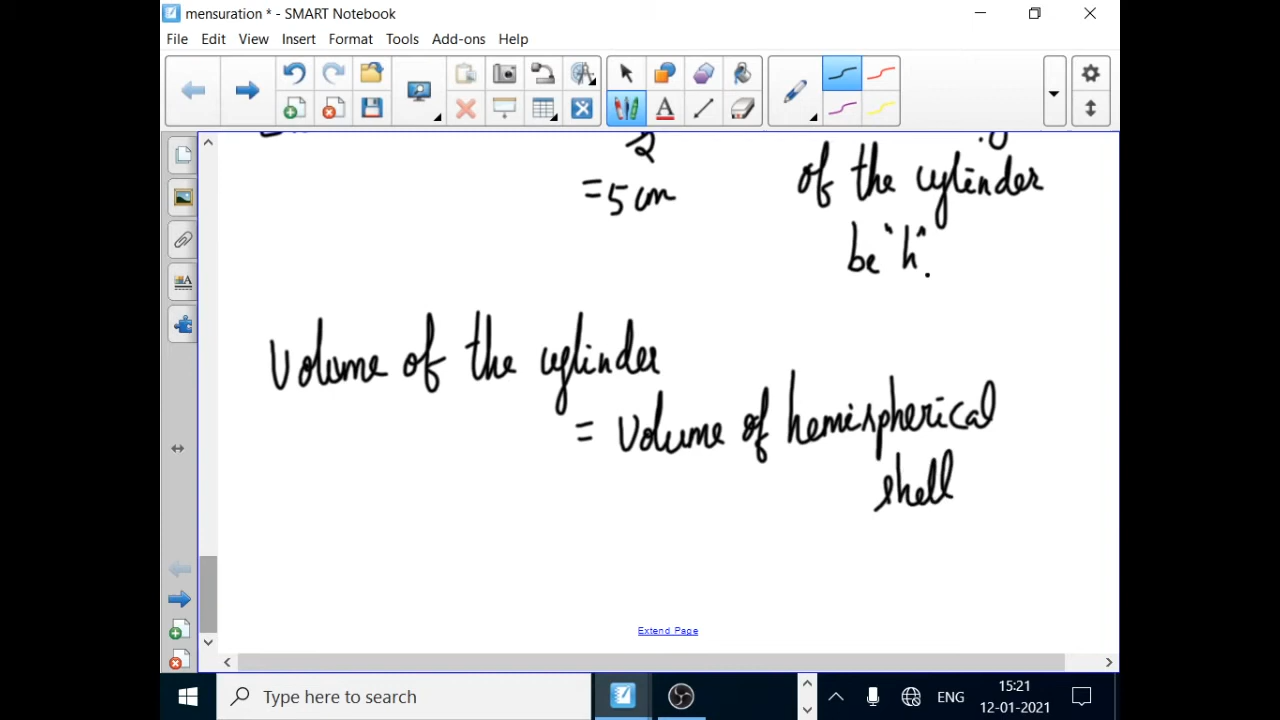 mensuration * - SMART Notebook
File Edit View Insert Format Tools Add-ons Help
2
= 5 cm
of the cylinder
be "h".
Volume of the cylinder
= Volume of hemispherical
shell
Extend Page
Type here to search
ENG
15:21
12-01-2021